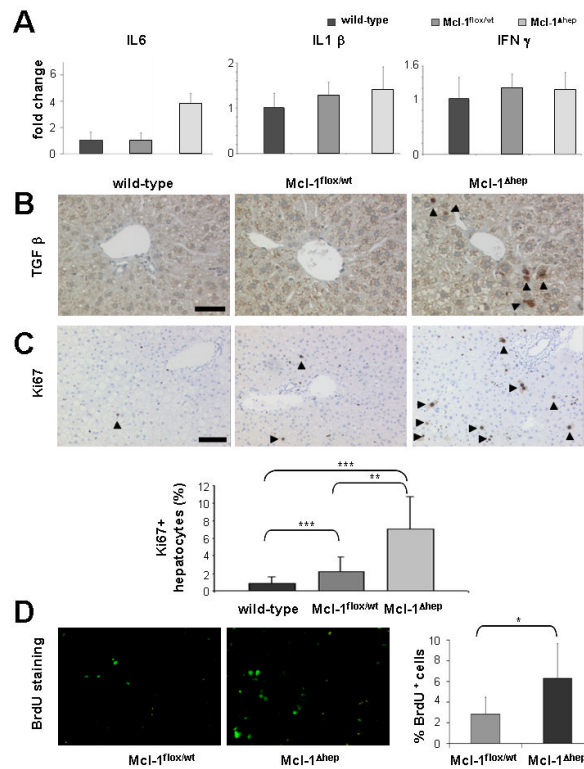 A
wild-type Mcl-1flox/wt Mcl-1Δhep
IL6 IL1 β IFN γ
fold change
6
4
2
0
2
1
0
1.6
1
0
wild-type Mcl-1flox/wt Mcl-1Δhep
B
TGF β
C
Ki67
Ki67+
hepatocytes (%)
12
10
8
6
4
2
0
*** ** ***
wild-type Mcl-1flox/wt Mcl-1Δhep
D
BrdU staining
Mcl-1flox/wt Mcl-1Δhep
% BrdU + cells
10
8
6
4
2
0
*
Mcl-1flox/wt Mcl-1Δhep